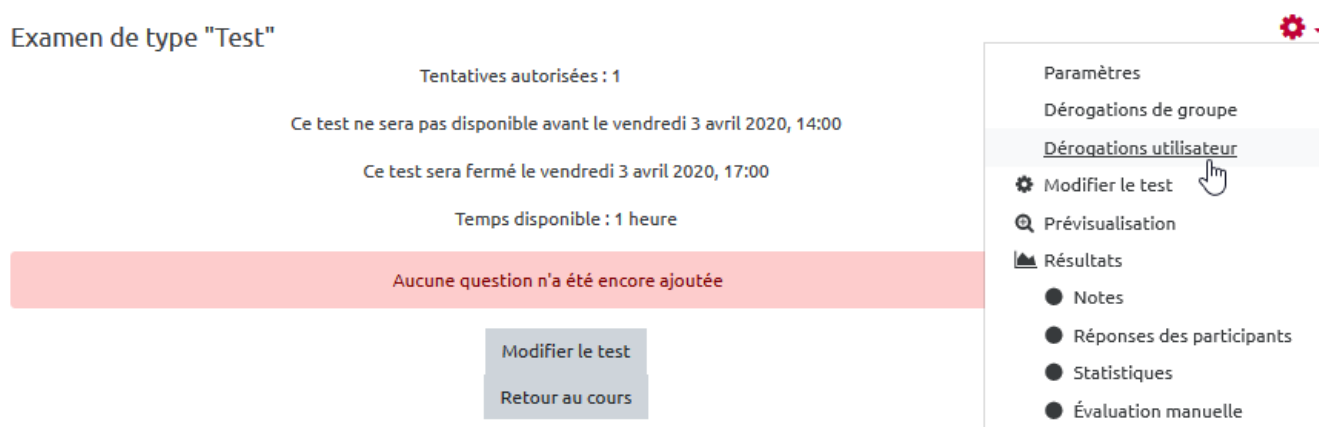 Examen de type "Test"
Tentatives autorisées : 1
Ce test ne sera pas disponible avant le vendredi 3 avril 2020, 14:00
Ce test sera fermé le vendredi 3 avril 2020, 17:00
Temps disponible : 1 heure
Aucune question n'a été encore ajoutée
Modifier le test
Retour au cours
Paramètres
Dérogations de groupe
Dérogations utilisateur
Modifier le test
Prévisualisation
Résultats
Notes
Réponses des participants
Statistiques
Évaluation manuelle